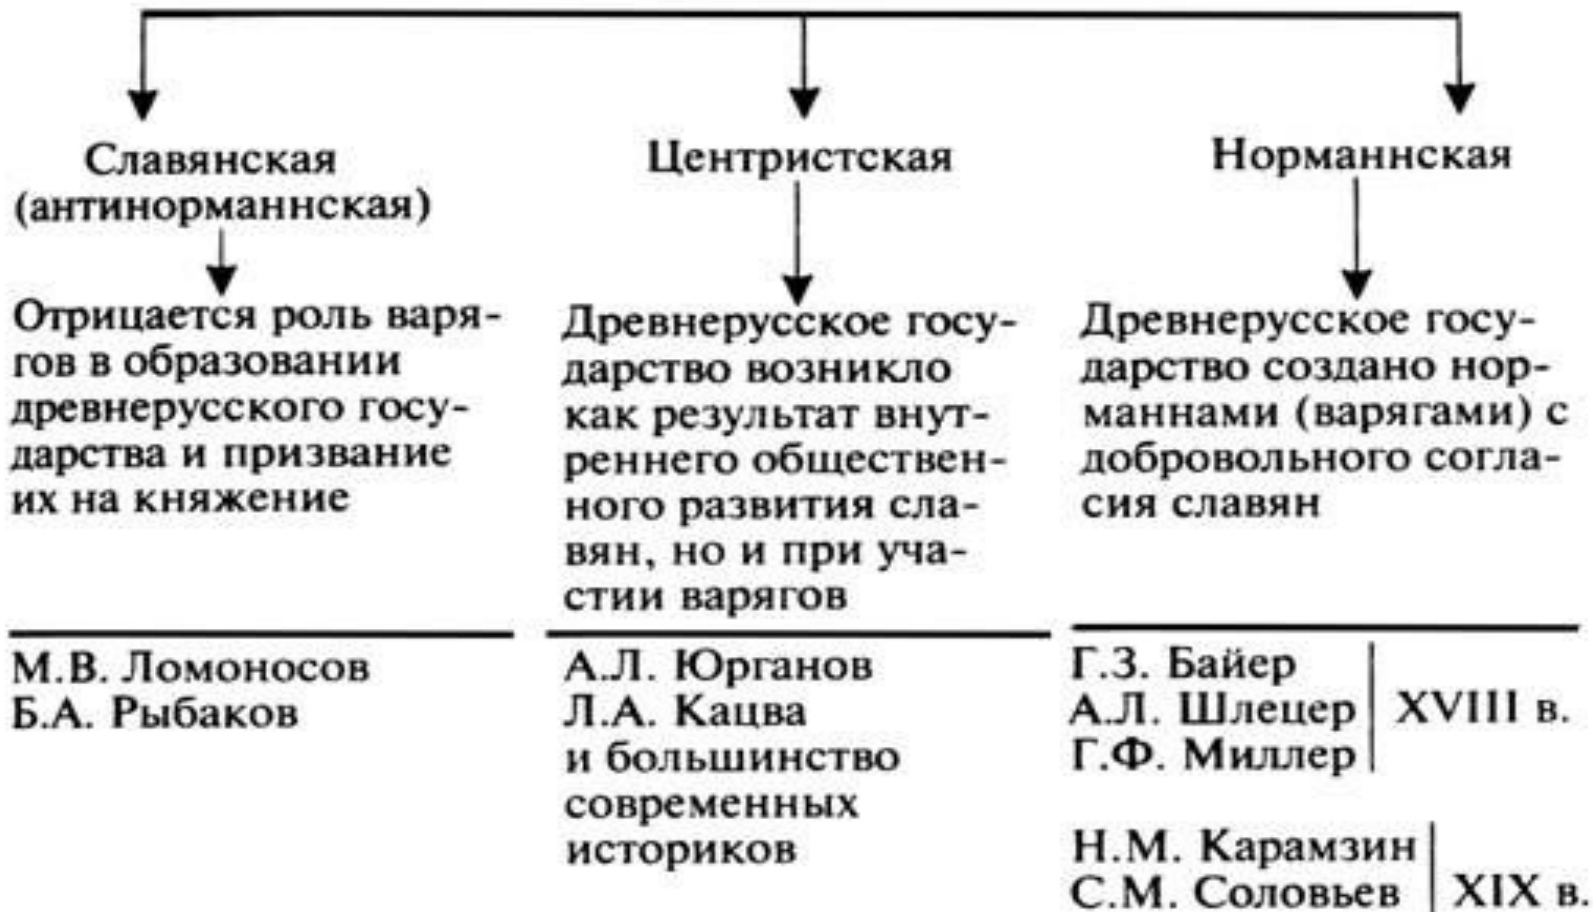 Славянская
(антинорманнская)
Отрицается роль варя-
гов в образовании
древнерусского госу-
дарства и призвание
их на княжение
М.В. Ломоносов
Б.А. Рыбаков
Центристская
Древнерусское госу-
дарство возникло
как результат внут-
реннего обществен-
ного развития сла-
вян, но и при уча-
стии варягов
А.Л. Юрганов
Л.А. Кацва
и большинство
современных
историков
Норманнская
Древнерусское госу-
дарство создано нор-
маннами (варягами) с
добровольного согла-
сия славян
Г.З. Байер
А.Л. Шлецер
Г.Ф. Миллер
XVIII в.
Н.М. Карамзин
С.М. Соловьев
XIX в.